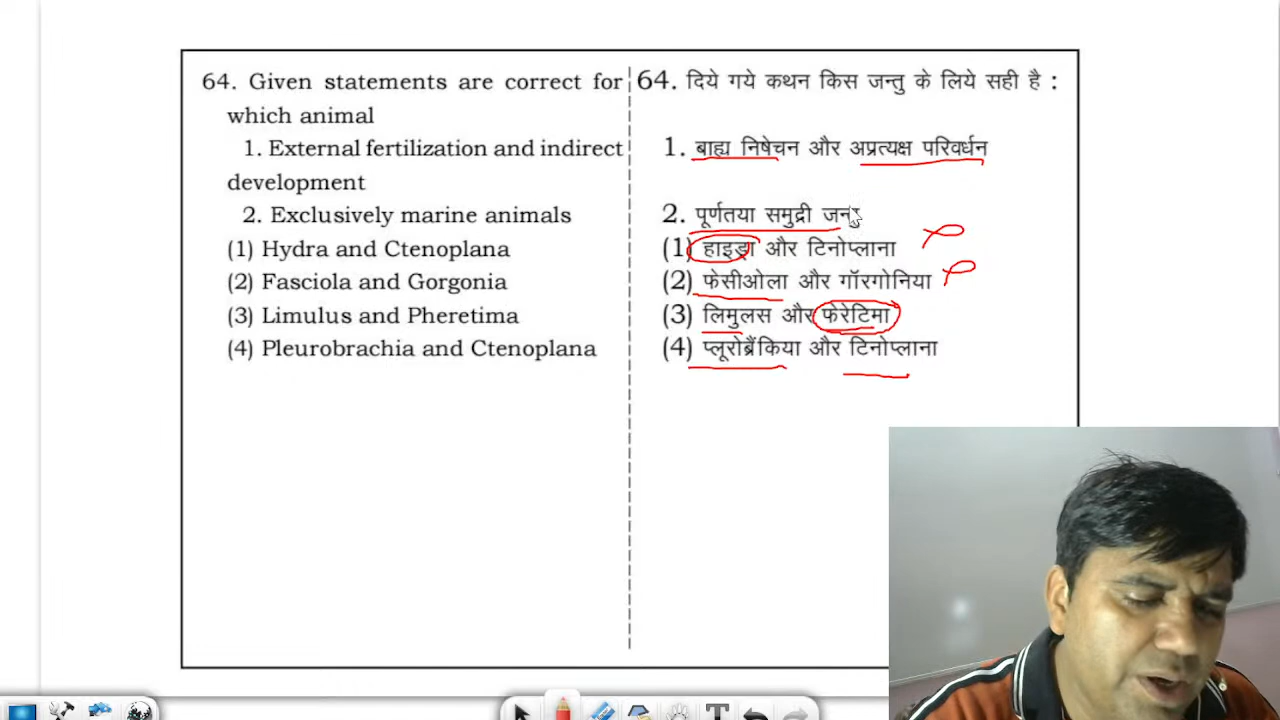 64. Given statements are correct for
which animal
1. External fertilization and indirect
development
2. Exclusively marine animals
(1) Hydra and Ctenoplana
(2) Fasciola and Gorgonia
(3) Limulus and Pheretima
(4) Pleurobrachia and Ctenoplana
64. दिये गये कथन किस जन्तु के लिये सही है :
1. बाह्य निषेचन और अप्रत्यक्ष परिवर्धन
2. पूर्णतया समुद्री जन्तु
(1) हाइड्रा और टिनोप्लाना
(2) फेसीओला और गॉरगोनिया
(3) लिमुलस और फेरेटिमा
(4) प्लूरोब्रैंकिया और टिनोप्लाना